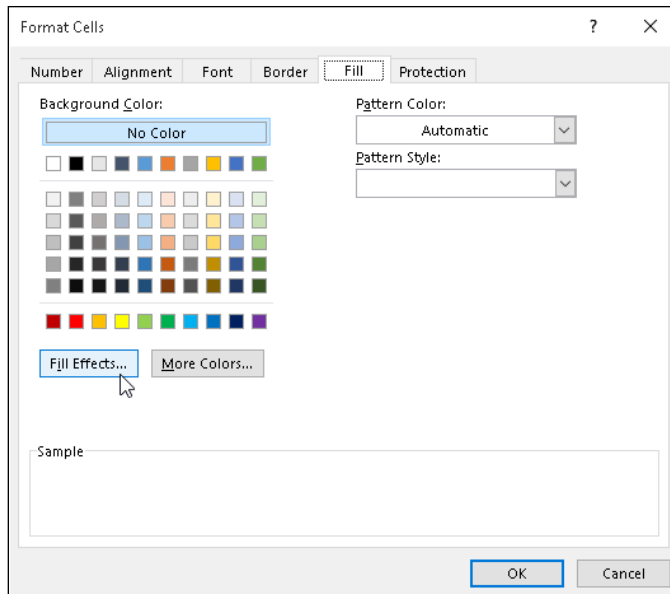 Format Cells ? X
Number Alignment Font Border Fill Protection
Background Color:
No Color
Pattern Color:
Automatic
Pattern Style:
Fill Effects... More Colors...
Sample
OK Cancel